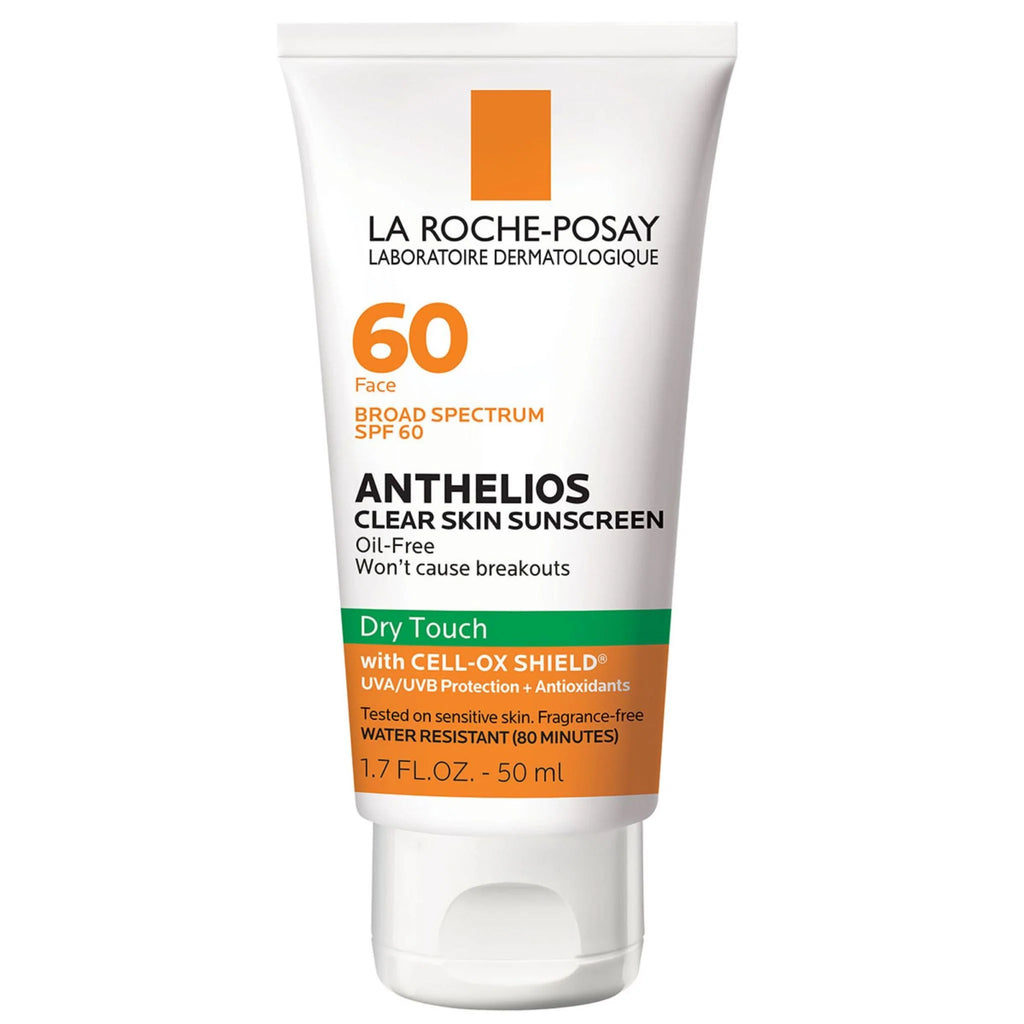 LA ROCHE-POSAY
LABORATOIRE DERMATOLOGIQUE
60
Face
BROAD SPECTRUM
SPF 60
ANTHELIOS
CLEAR SKIN SUNSCREEN
Oil-Free
Won't cause breakouts
Dry Touch
with CELL-OX SHIELD®
UVA/UVB Protection + Antioxidants
Tested on sensitive skin. Fragrance-free
WATER RESISTANT (80 MINUTES)
1.7 FL.OZ. - 50 ml